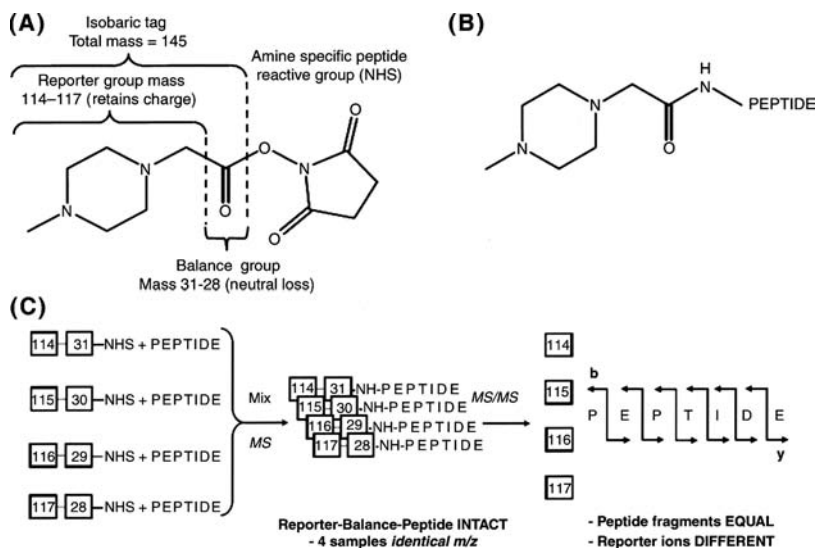 (A)
Isobaric tag
Total mass = 145
Reporter group mass
114–117 (retains charge)
Amine specific peptide
reactive group (NHS)
N
N
O
O
N
O
O
Balance group
Mass 31-28 (neutral loss)
(B)
N
N
O
H
N
PEPTIDE
(C)
114 31 NHS + PEPTIDE
115 30 NHS + PEPTIDE
116 29 NHS + PEPTIDE
117 28 NHS + PEPTIDE
Mix
MS
114 31 -NH-PEPTIDE
115 30 -NH-PEPTIDE
116 29 -NH-PEPTIDE
117 28 -NH-PEPTIDE
MS/MS
114
115
116
117
b
P E P T I D E
y
Reporter-Balance-Peptide INTACT
- 4 samples identical m/z
- Peptide fragments EQUAL
- Reporter ions DIFFERENT